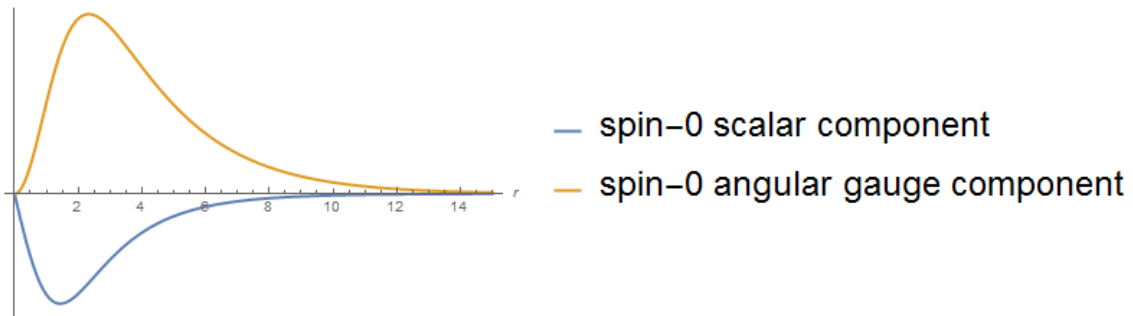 spin−0 scalar component
spin−0 angular gauge component
2 4 6 8 10 12 14 r